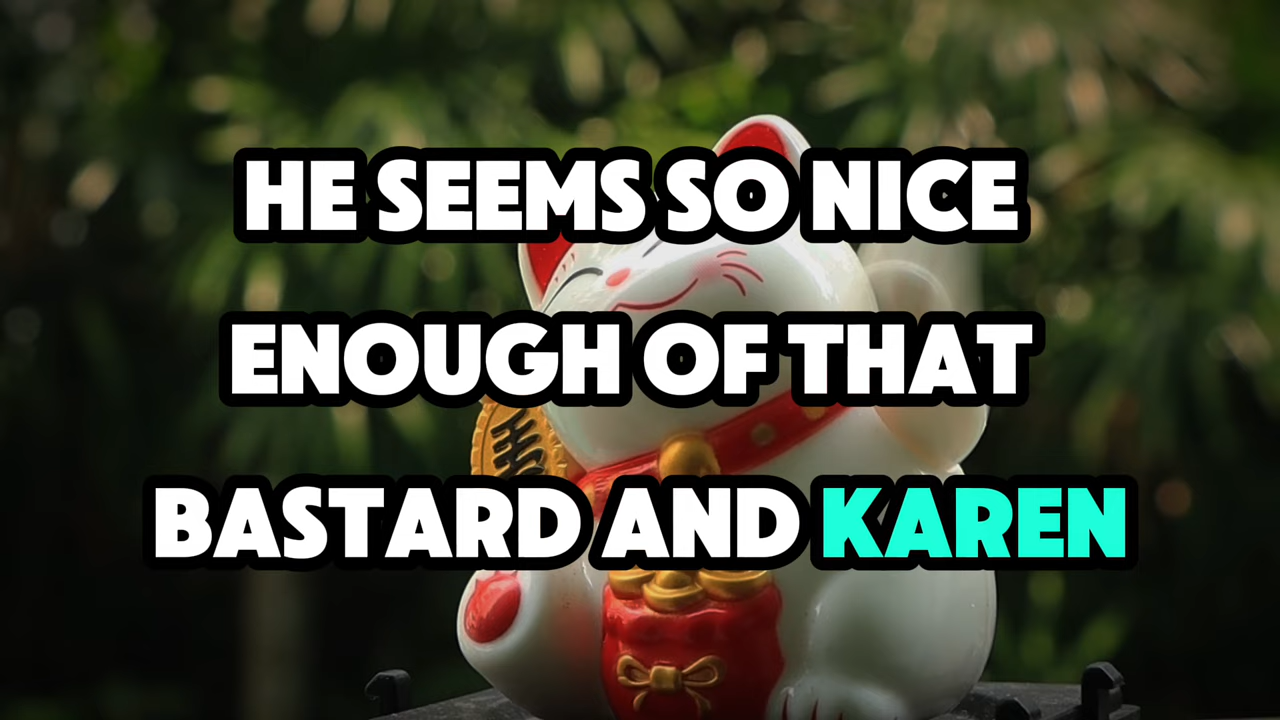 HE SEEMS SO NICE
ENOUGH OF THAT
BASTARD AND KAREN